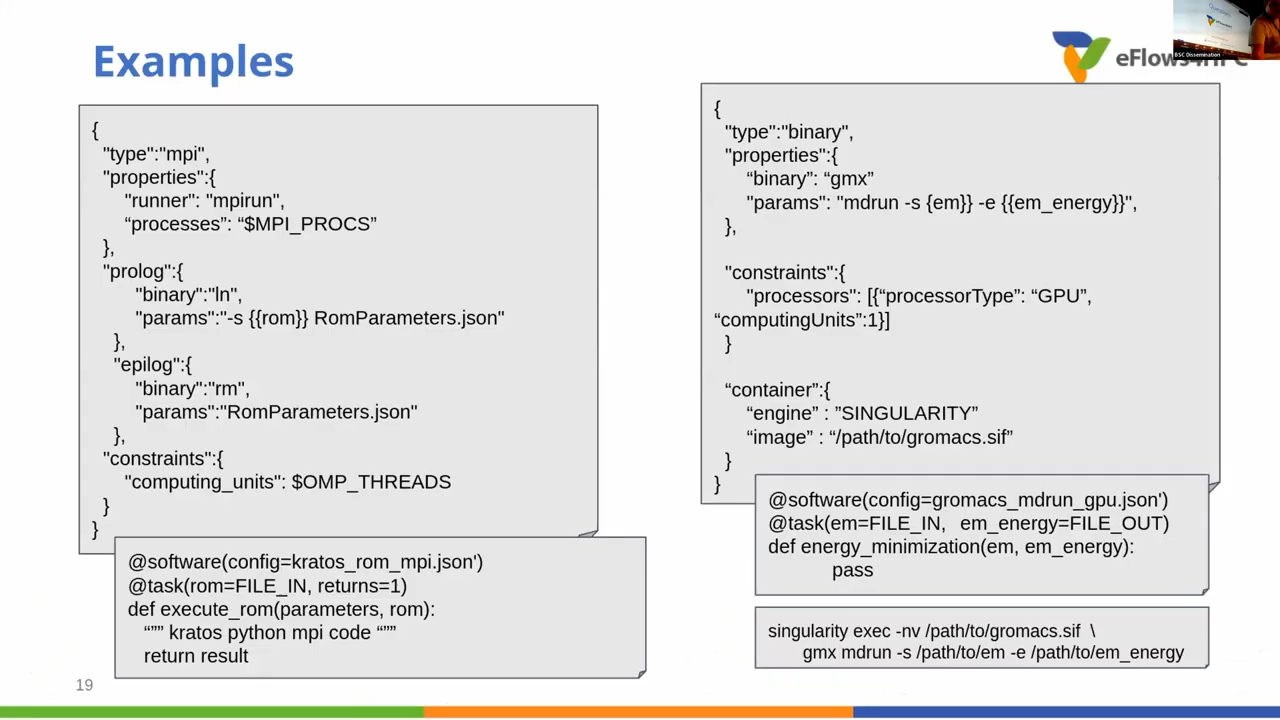 Examples
eFlows4HPC
BSC Dissemination
{
"type":"mpi",
"properties":{
"runner": "mpirun",
“processes”: “$MPI_PROCS”
},
"prolog":{
"binary":"ln",
"params":"-s {{rom}} RomParameters.json"
},
"epilog":{
"binary":"rm",
"params":"RomParameters.json"
},
"constraints":{
"computing_units": $OMP_THREADS
}
}
@software(config=kratos_rom_mpi.json')
@task(rom=FILE_IN, returns=1)
def execute_rom(parameters, rom):
“”” kratos python mpi code “””
return result
{
"type":"binary",
"properties":{
“binary”: “gmx”
"params": "mdrun -s {em}} -e {{em_energy}}",
},
"constraints":{
"processors": [{“processorType”: “GPU”,
“computingUnits”:1}]
}
“container”:{
“engine” : ”SINGULARITY”
“image” : “/path/to/gromacs.sif”
}
}
@software(config=gromacs_mdrun_gpu.json')
@task(em=FILE_IN, em_energy=FILE_OUT)
def energy_minimization(em, em_energy):
pass
singularity exec -nv /path/to/gromacs.sif \
gmx mdrun -s /path/to/em -e /path/to/em_energy
19